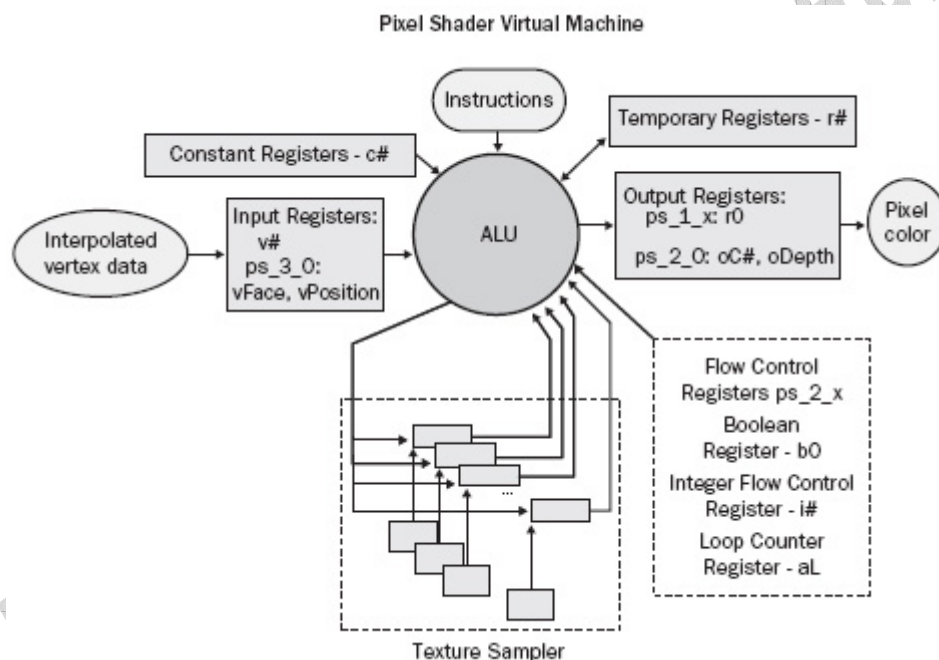 Pixel Shader Virtual Machine
Instructions
Temporary Registers - r#
Constant Registers - c#
Interpolated
vertex data
Input Registers:
v#
ps_3_0:
vFace, vPosition
ALU
Output Registers:
ps_1_x: r0
ps_2_0: oC#, oDepth
Pixel
color
Flow Control
Registers ps_2_x
Boolean
Register - b0
Integer Flow Control
Register - i#
Loop Counter
Register - aL
...
Texture Sampler